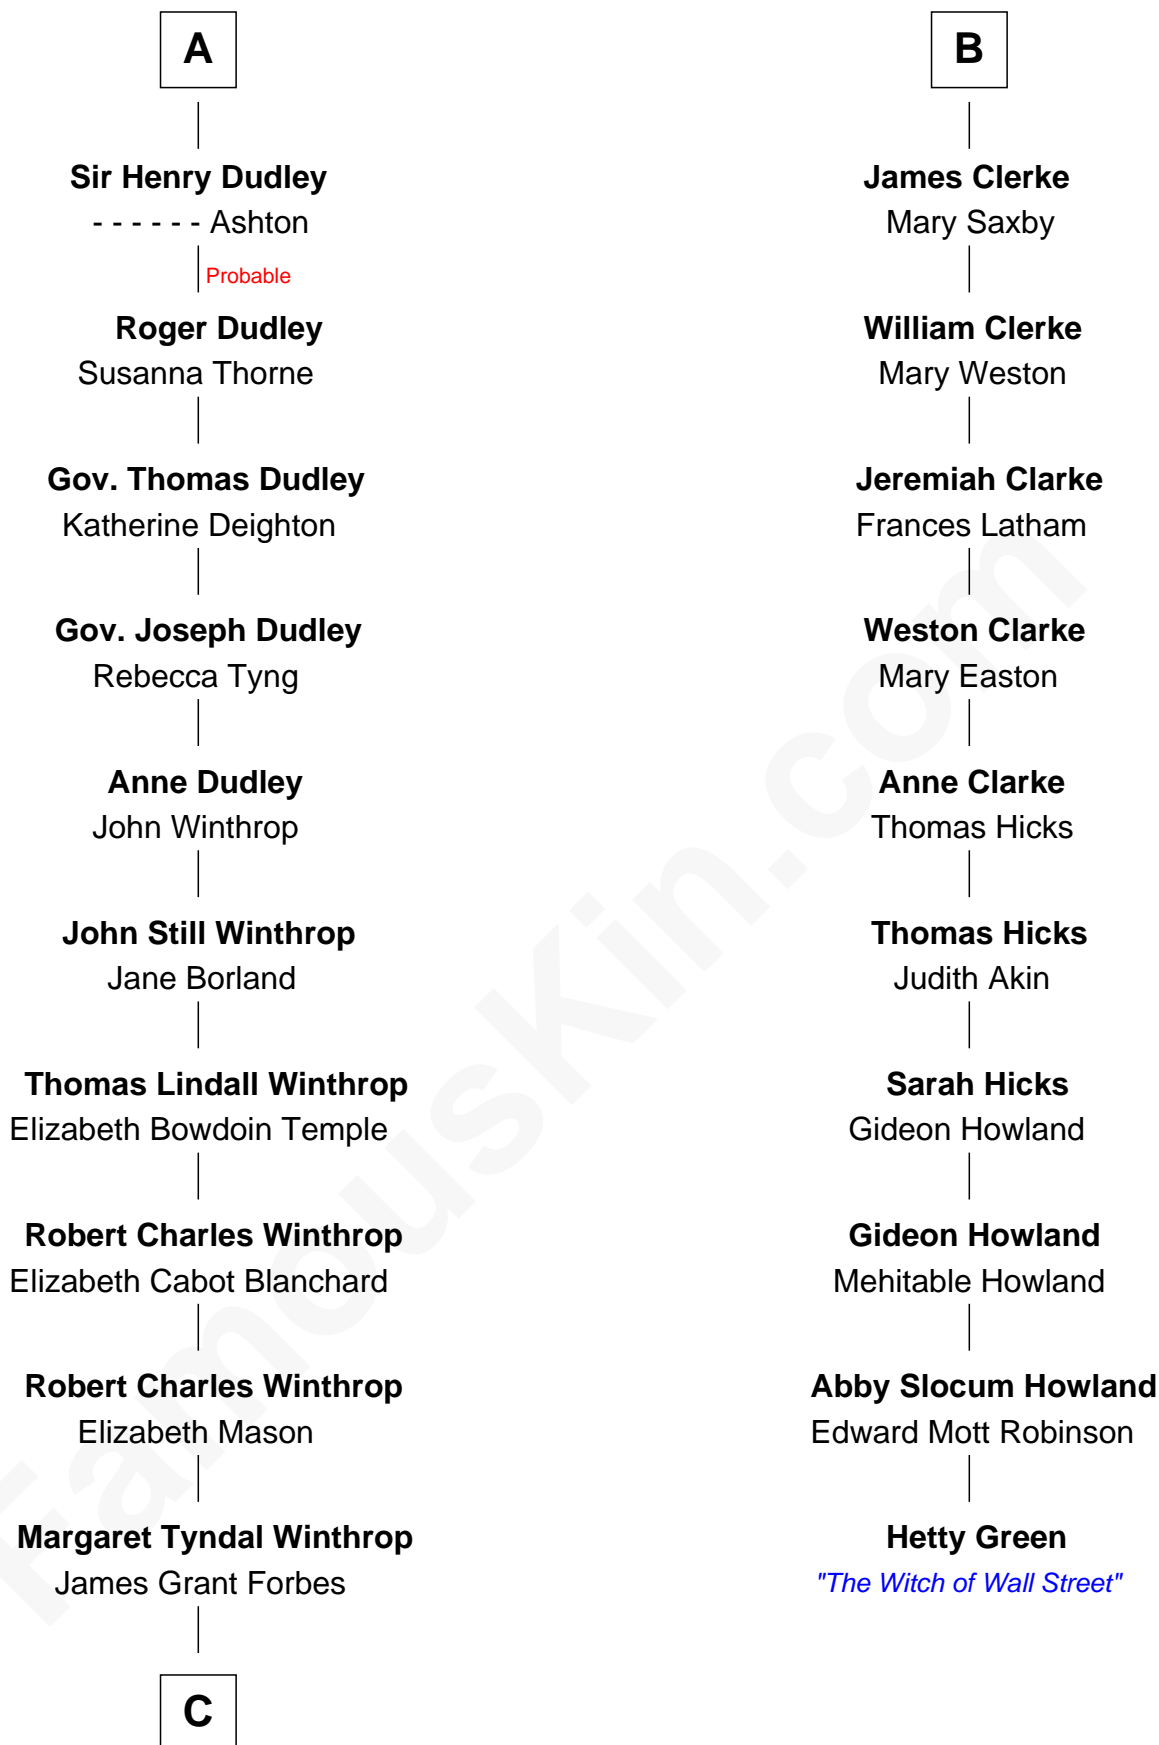 A
Sir Henry Dudley
- - - - - - Ashton
Probable
Roger Dudley
Susanna Thorne
Gov. Thomas Dudley
Katherine Deighton
Gov. Joseph Dudley
Rebecca Tyng
Anne Dudley
John Winthrop
John Still Winthrop
Jane Borland
Thomas Lindall Winthrop
Elizabeth Bowdoin Temple
Robert Charles Winthrop
Elizabeth Cabot Blanchard
Robert Charles Winthrop
Elizabeth Mason
Margaret Tyndal Winthrop
James Grant Forbes
C
B
James Clerke
Mary Saxby
William Clerke
Mary Weston
Jeremiah Clarke
Frances Latham
Weston Clarke
Mary Easton
Anne Clarke
Thomas Hicks
Thomas Hicks
Judith Akin
Sarah Hicks
Gideon Howland
Gideon Howland
Mehitable Howland
Abby Slocum Howland
Edward Mott Robinson
Hetty Green
"The Witch of Wall Street"
FamousKin.com